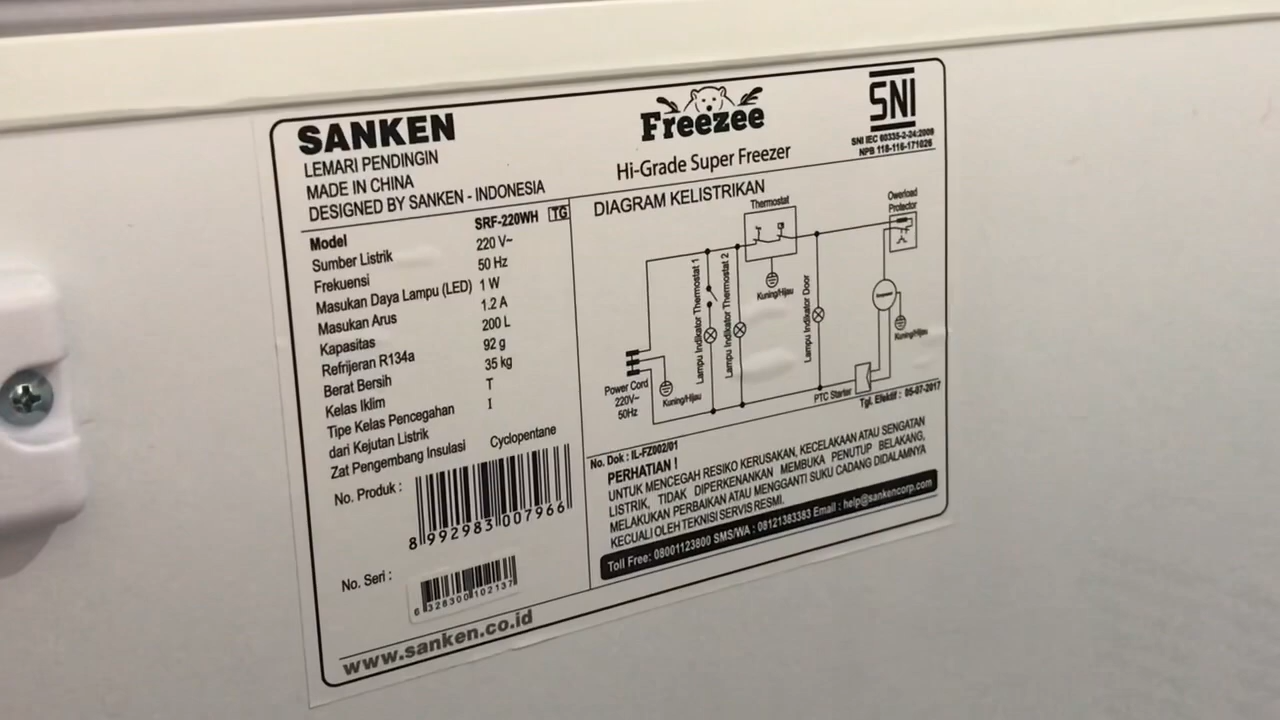 SANKEN
LEMARI PENDINGIN
MADE IN CHINA
DESIGNED BY SANKEN - INDONESIA
Freezee
Hi-Grade Super Freezer
SNI
SNI IEC 60335-2-24:2009
NPB 118-116-171026
Model SRF-220WH TG
Sumber Listrik 220 V~
Frekuensi 50 Hz
Masukan Daya Lampu (LED) 1 W
Masukan Arus 1.2 A
Kapasitas 200 L
Refrijeran R134a 92 g
Berat Bersih 35 kg
Kelas Iklim T
Tipe Kelas Pencegahan I
dari Kejutan Listrik
Zat Pengembang Insulasi Cyclopentane
No. Produk :
8 992983 007966
No. Seri :
6 328300 102137
www.sanken.co.id
DIAGRAM KELISTRIKAN
Thermostat
Owerload
Protector
Lampu Indikator Thermostat 1
Lampu Indikator Thermostat 2
Kuning/Hijau
Lampu Indikator Door
Kuning/Hijau
Power Cord
220V~
50Hz
Kuning/Hijau
PTC Starter
Tgl. Efektif : 05-07-2017
No. Dok : IL-FZ002/01
PERHATIAN !
UNTUK MENCEGAH RESIKO KERUSAKAN, KECELAKAAN ATAU SENGATAN
LISTRIK, TIDAK DIPERKENANKAN MEMBUKA PENUTUP BELAKANG,
MELAKUKAN PERBAIKAN ATAU MENGGANTI SUKU CADANG DIDALAMNYA
KECUALI OLEH TEKNISI SERVIS RESMI.
Toll Free: 08001123800 SMS/WA : 08121383383 Email : help@sankencorp.com